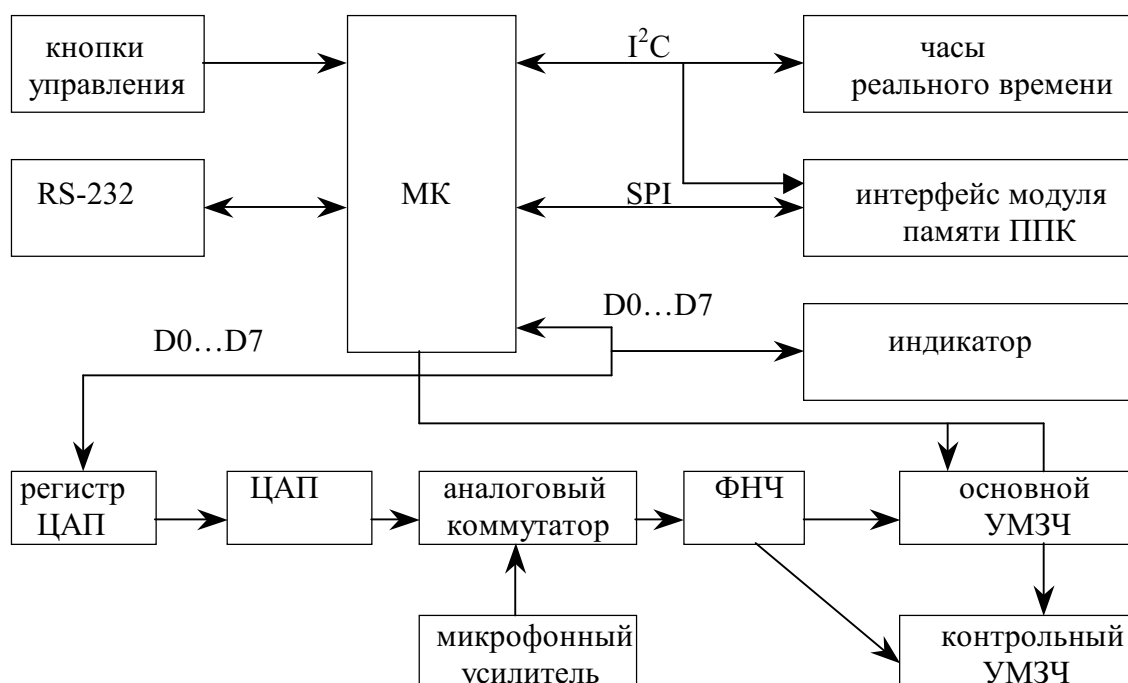 кнопки
управления
I²C
часы
реального времени
RS-232
МК
SPI
интерфейс модуля
памяти ППК
D0…D7
D0…D7
индикатор
регистр
ЦАП
ЦАП
аналоговый
коммутатор
ФНЧ
основной
УМЗЧ
микрофонный
усилитель
контрольный
УМЗЧ